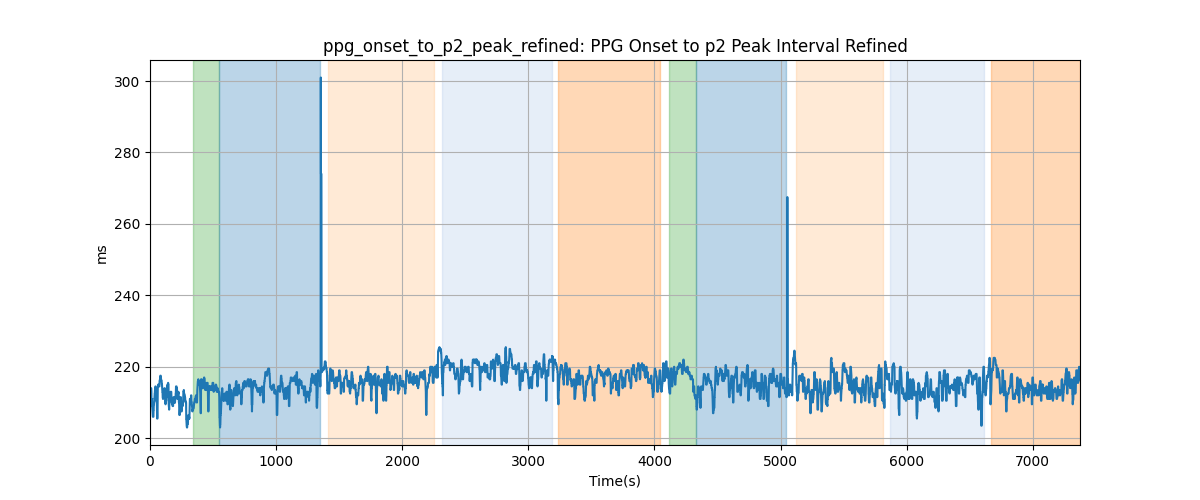 ppg_onset_to_p2_peak_refined: PPG Onset to p2 Peak Interval Refined
300
280
260
240
220
200
ms
0 1000 2000 3000 4000 5000 6000 7000
Time(s)